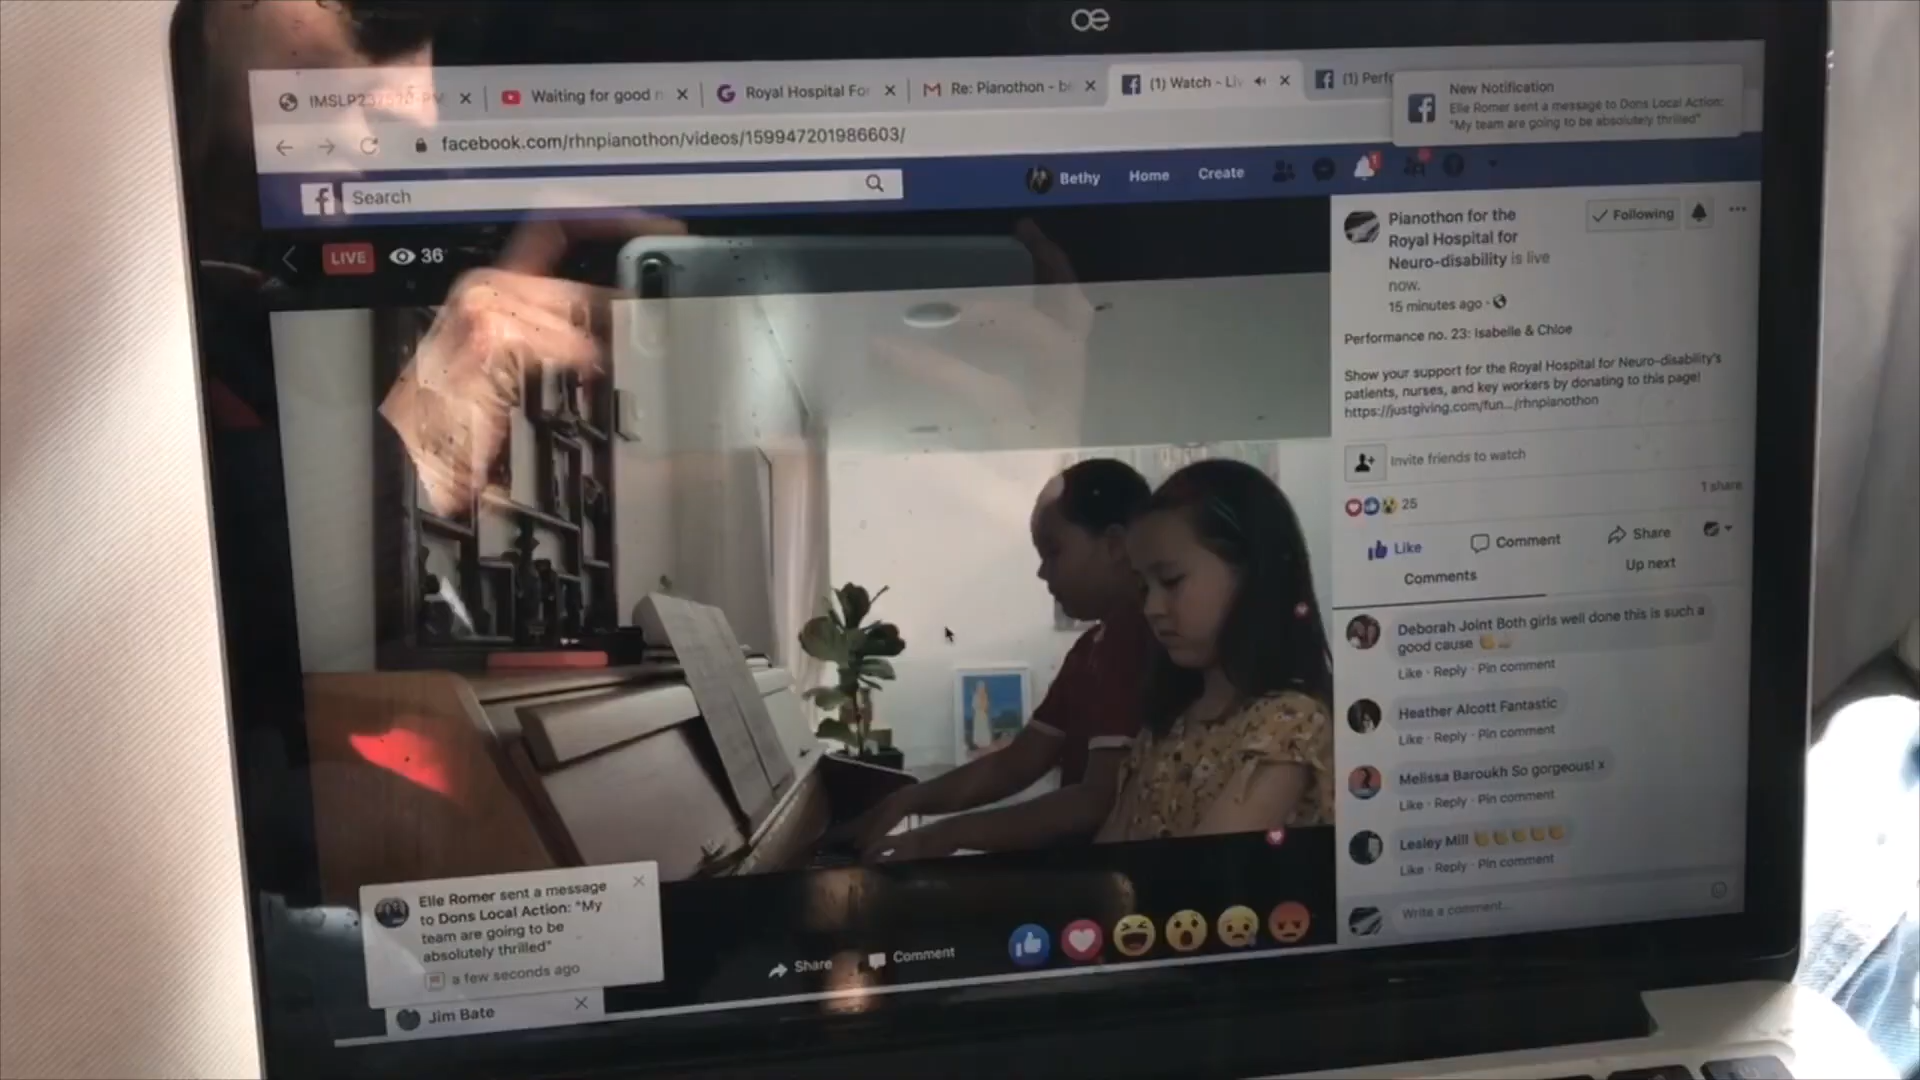 œ
Waiting for good
Royal Hospital For
Re: Pianothon - b
(1) Watch - Liv
(1) Perf
New Notification
Elle Romer sent a message to Dons Local Action:
"My team are going to be absolutely thrilled"
facebook.com/rhnpianothon/videos/159947201986603/
Search
Bethy
Home
Create
LIVE
36
Pianothon for the
Royal Hospital for
Neuro-disability is live
now.
15 minutes ago ·
Following
Performance no. 23: Isabelle & Chloe
Show your support for the Royal Hospital for Neuro-disability's
patients, nurses, and key workers by donating to this page!
https://justgiving.com/fun.../rhnpianothon
Invite friends to watch
25
1 share
Like
Comment
Share
Comments
Up next
Deborah Joint Both girls well done this is such a
good cause
Like · Reply · Pin comment
Heather Alcott Fantastic
Like · Reply · Pin comment
Melissa Baroukh So gorgeous! x
Like · Reply · Pin comment
Lesley Mill
Like · Reply · Pin comment
Write a comment...
Elle Romer sent a message
to Dons Local Action: "My
team are going to be
absolutely thrilled"
a few seconds ago
Jim Bate
Share
Comment